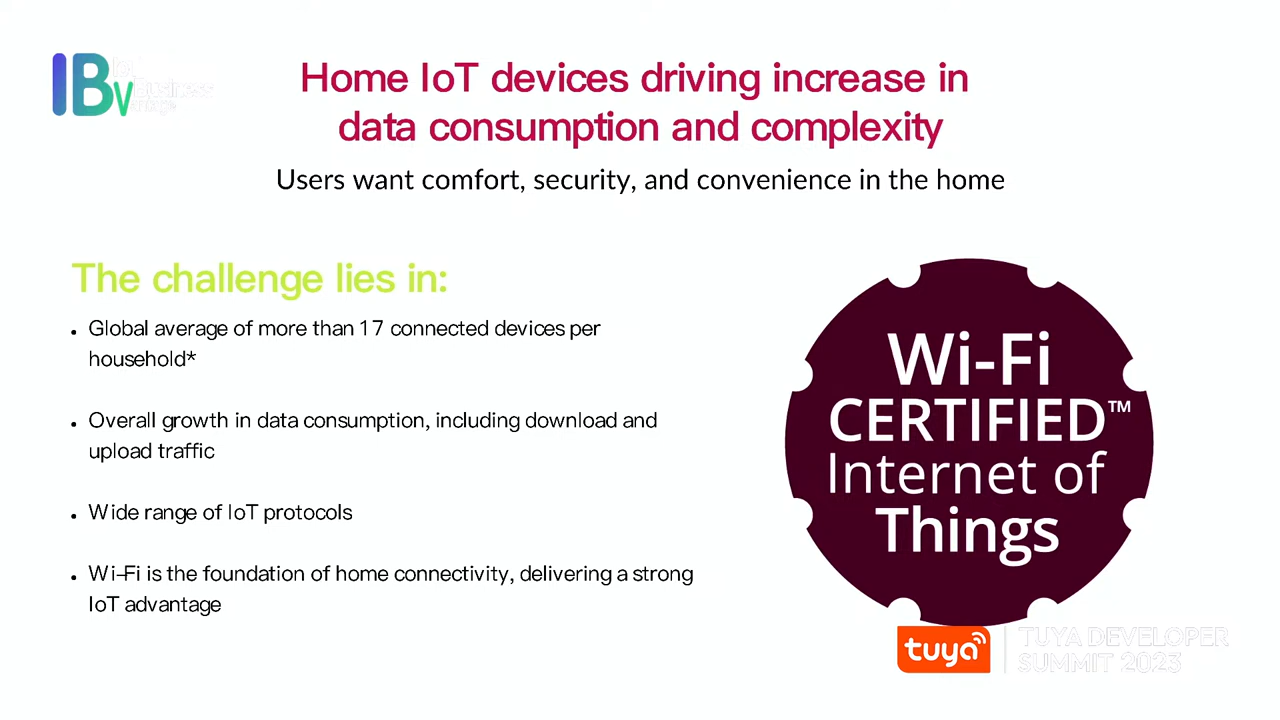 IBv
Business
Home IoT devices driving increase in
data consumption and complexity
Users want comfort, security, and convenience in the home
The challenge lies in:
• Global average of more than 17 connected devices per
household*
• Overall growth in data consumption, including download and
upload traffic
• Wide range of IoT protocols
• Wi-Fi is the foundation of home connectivity, delivering a strong
IoT advantage
Wi-Fi
CERTIFIED™
Internet of
Things
tuya
TUYA DEVELOPER
SUMMIT 2023